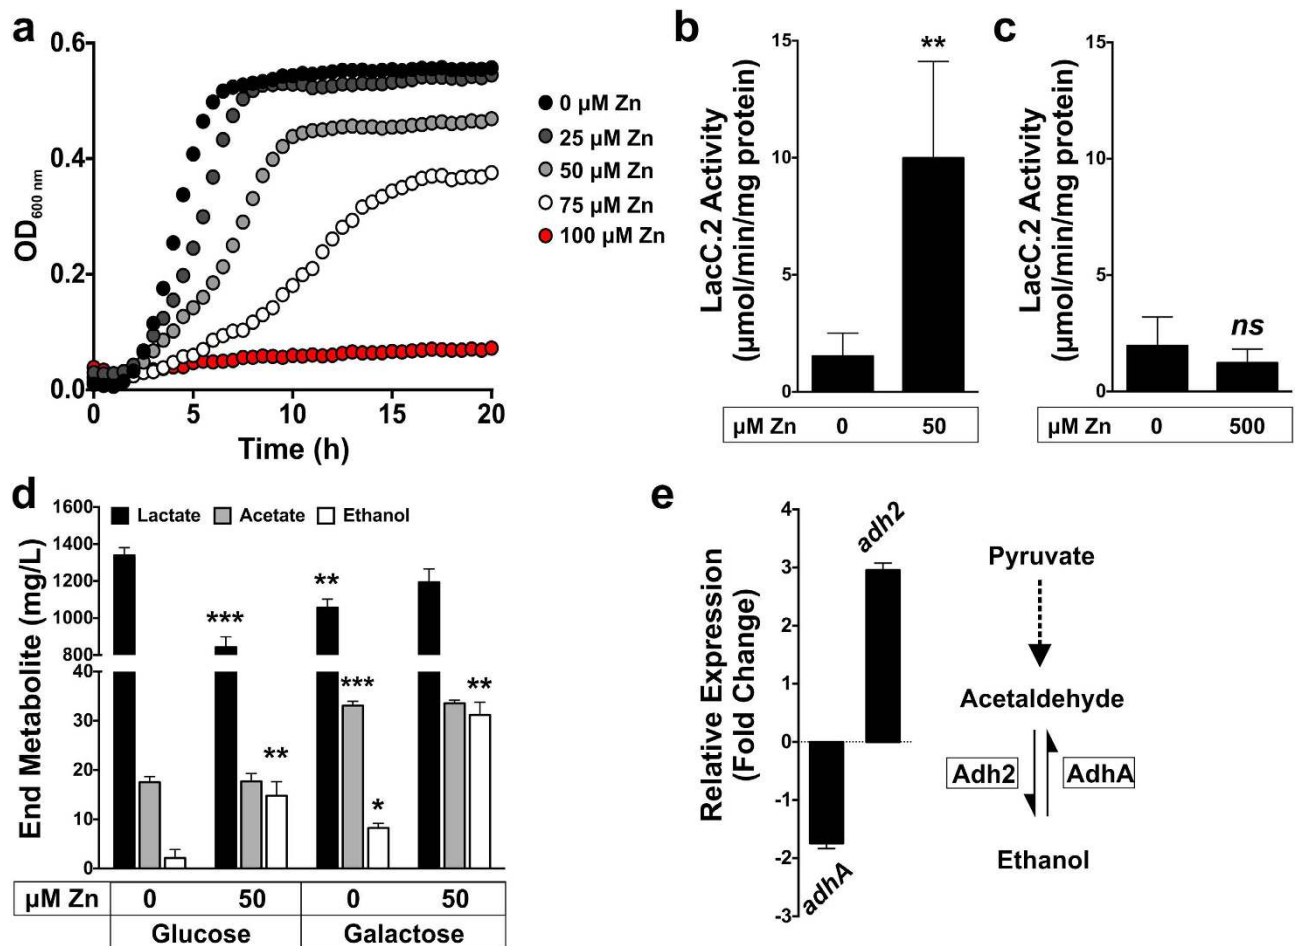 a
0.6
0.4
0.2
0.0
OD600 nm
0
5
10
15
20
Time (h)
0 µM Zn
25 µM Zn
50 µM Zn
75 µM Zn
100 µM Zn
b
LacC.2 Activity
(µmol/min/mg protein)
15
10
5
0
**
µM Zn 0 50
c
LacC.2 Activity
(µmol/min/mg protein)
15
10
5
0
ns
µM Zn 0 500
d
End Metabolite (mg/L)
1600
1400
1200
1000
800
40
30
20
10
0
Lactate Acetate Ethanol
***
**
**
***
*
**
µM Zn 0 50 0 50
Glucose Galactose
e
Relative Expression
(Fold Change)
4
3
2
1
0
-1
-2
-3
adh2
adhA
Pyruvate
Acetaldehyde
Adh2 AdhA
Ethanol